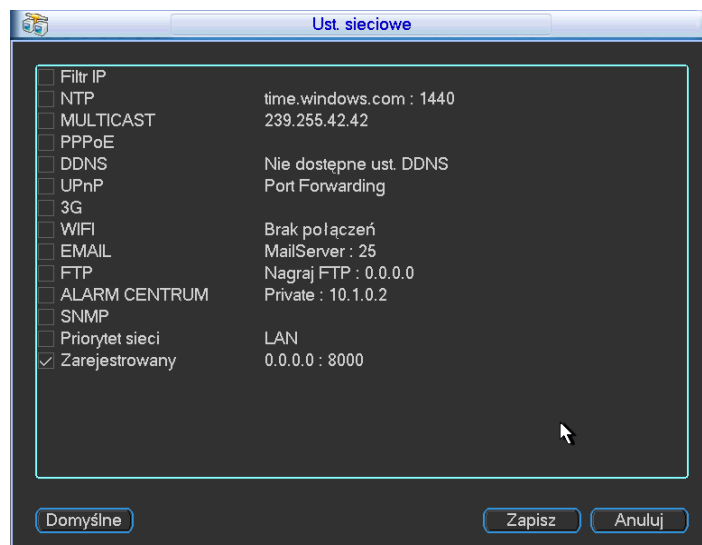 Ust. sieciowe
Filtr IP
NTP time.windows.com : 1440
MULTICAST 239.255.42.42
PPPoE
DDNS Nie dostępne ust. DDNS
UPnP Port Forwarding
3G
WIFI Brak połączeń
EMAIL MailServer : 25
FTP Nagraj FTP : 0.0.0.0
ALARM CENTRUM Private : 10.1.0.2
SNMP
Priorytet sieci LAN
Zarejestrowany 0.0.0.0 : 8000
Domyślne Zapisz Anuluj